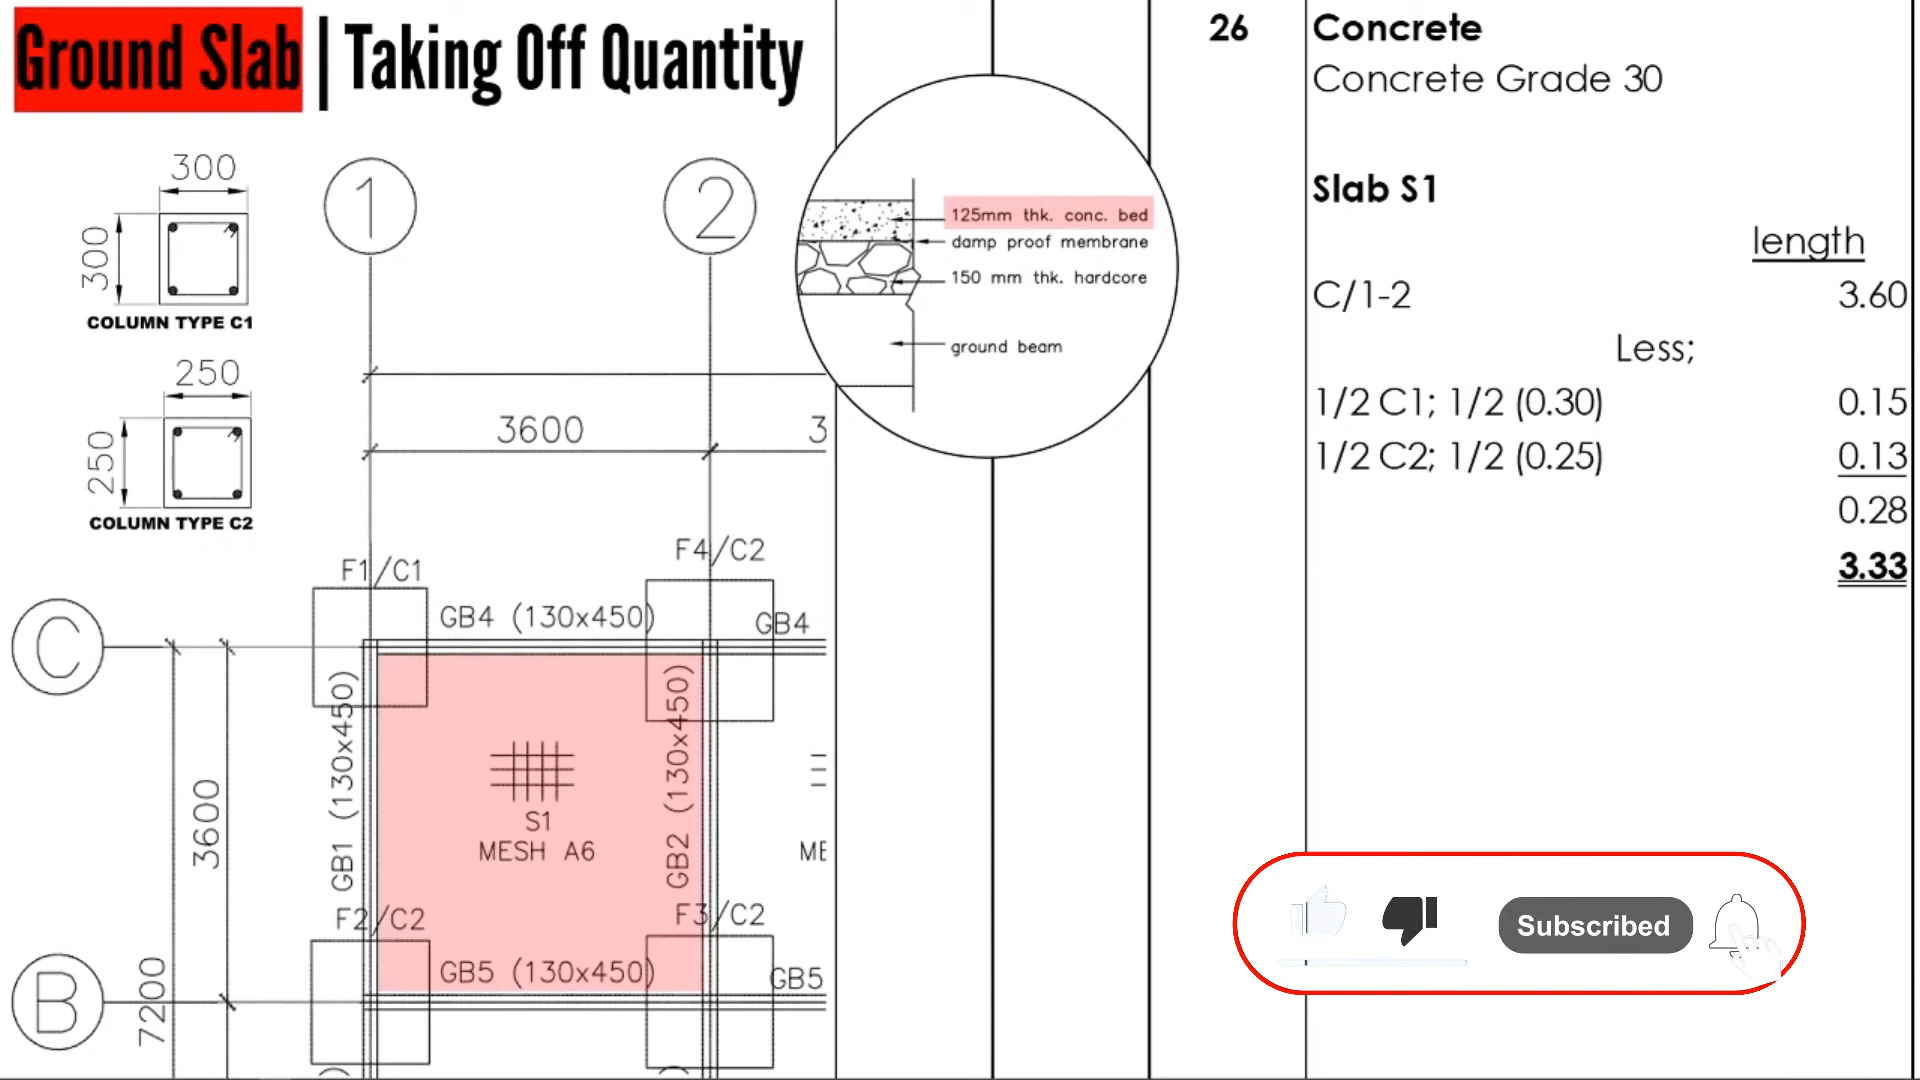 Ground Slab | Taking Off Quantity
300
300
COLUMN TYPE C1
250
250
COLUMN TYPE C2
1
2
3600
3
F1/C1
F4/C2
GB4 (130x450)
GB4
C
GB1 (130x450)
GB2 (130x450)
3600
7200
S1
MESH A6
ME
F2/C2
F3/C2
GB5 (130x450)
GB5
B
125mm thk. conc. bed
damp proof membrane
150 mm thk. hardcore
ground beam
26
Concrete
Concrete Grade 30
Slab S1
length
C/1-2 3.60
Less;
1/2 C1; 1/2 (0.30) 0.15
1/2 C2; 1/2 (0.25) 0.13
0.28
3.33
Subscribed